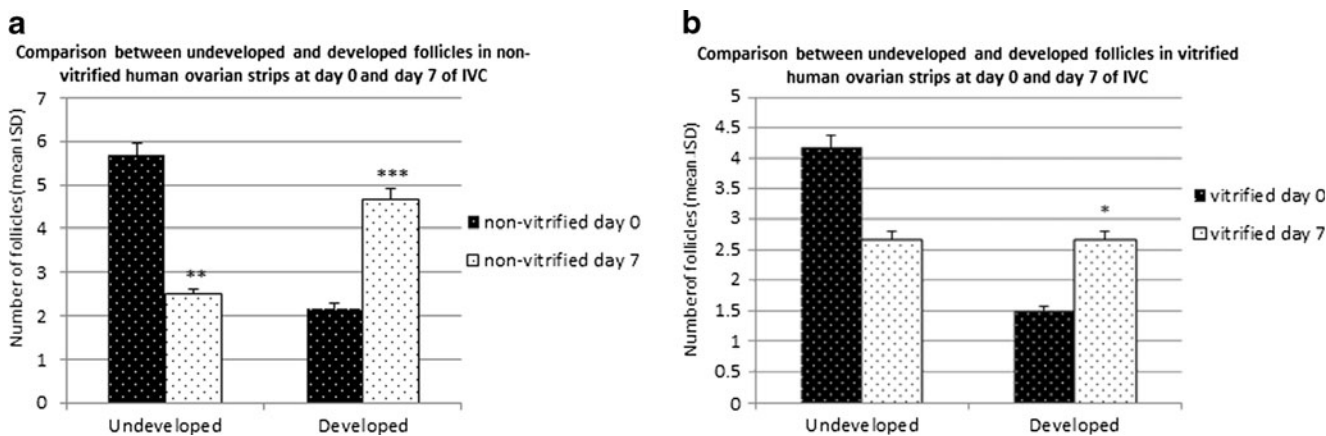 a
Comparison between undeveloped and developed follicles in non-
vitrified human ovarian strips at day 0 and day 7 of IVC
Number of follicles(mean±SD)
7
6
5
4
3
2
1
0
**
***
Undeveloped
Developed
non-vitrified day 0
non-vitrified day 7
b
Comparison between undeveloped and developed follicles in vitrified
human ovarian strips at day 0 and day 7 of IVC
Number of follicles (mean±SD)
5
4.5
4
3.5
3
2.5
2
1.5
1
0.5
0
*
Undeveloped
Developed
vitrified day 0
vitrified day 7